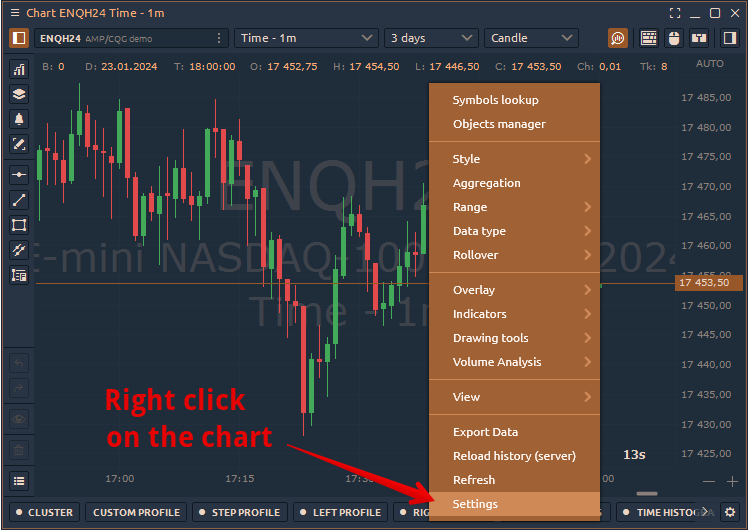 Chart ENQH24 Time - 1m
ENQH24 AMP/CQG demo
Time - 1m
3 days
Candle
B: 0 D: 23.01.2024 T: 18:00:00 O: 17 452,75 H: 17 454,50 L: 17 446,50 C: 17 453,50 Ch: 0,01 Tk: 8
AUTO
17 485,00
17 480,00
17 475,00
17 470,00
17 465,00
17 460,00
17 455,00
17 453,50
17 450,00
17 445,00
17 440,00
17 435,00
17 430,00
17 425,00
ENQH2
E-mini NASDAQ-100 2024
Time - 1m
Symbols lookup
Objects manager
Style
Aggregation
Range
Data type
Rollover
Overlay
Indicators
Drawing tools
Volume Analysis
View
Export Data
Reload history (server)
Refresh
Settings
Right click
on the chart
13s
17:00 17:15 17:30 :00
CLUSTER
CUSTOM PROFILE
STEP PROFILE
LEFT PROFILE
RIG
S
TIME HISTOG